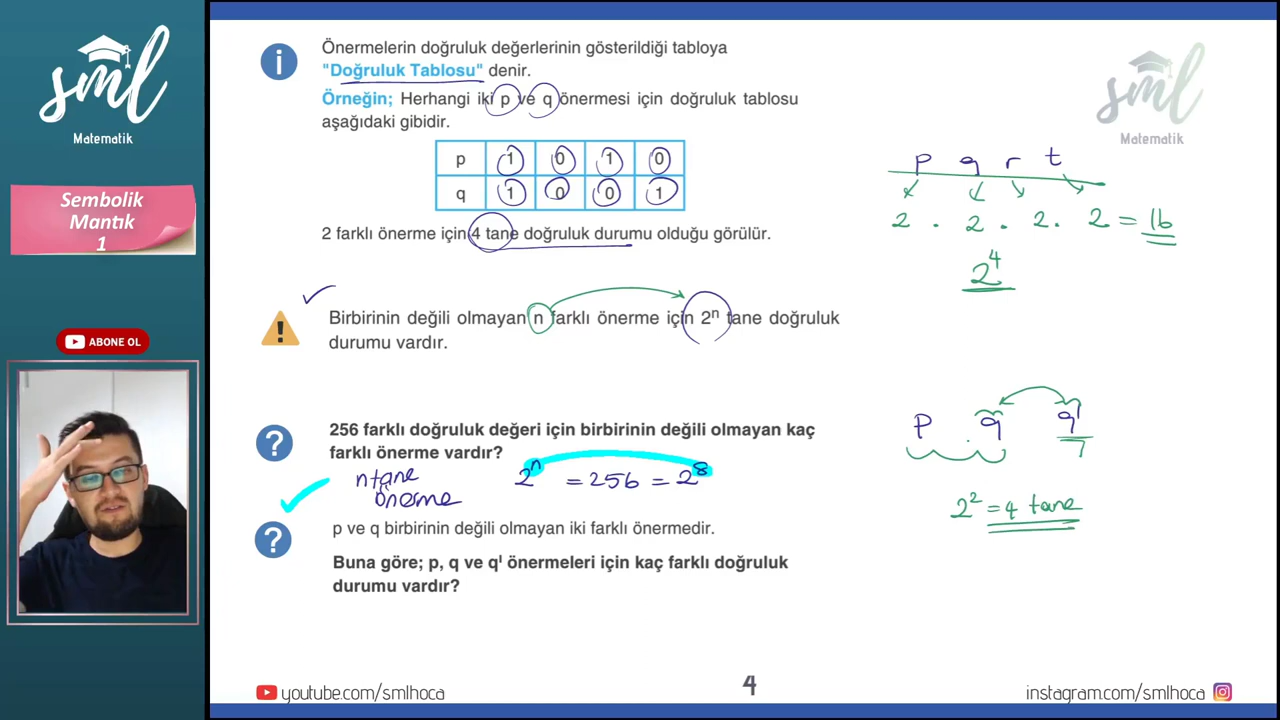 sml
Matematik
Sembolik
Mantık
1
ABONE OL
Önermelerin doğruluk değerlerinin gösterildiği tabloya
"Doğruluk Tablosu" denir.
Örneğin; Herhangi iki p ve q önermesi için doğruluk tablosu
aşağıdaki gibidir.
p 1 0 1 0
q 1 0 0 1
2 farklı önerme için 4 tane doğruluk durumu olduğu görülür.
Birbirinin değili olmayan n farklı önerme için 2ⁿ tane doğruluk
durumu vardır.
256 farklı doğruluk değeri için birbirinin değili olmayan kaç
farklı önerme vardır?
n tane
önerme
2ⁿ = 256 = 2⁸
p ve q birbirinin değili olmayan iki farklı önermedir.
Buna göre; p, q ve qᴵ önermeleri için kaç farklı doğruluk
durumu vardır?
sml
Matematik
p q r t
2 . 2 . 2 . 2 = 16
2⁴
p . q q'
2² = 4 tane
youtube.com/smlhoca
4
instagram.com/smlhoca